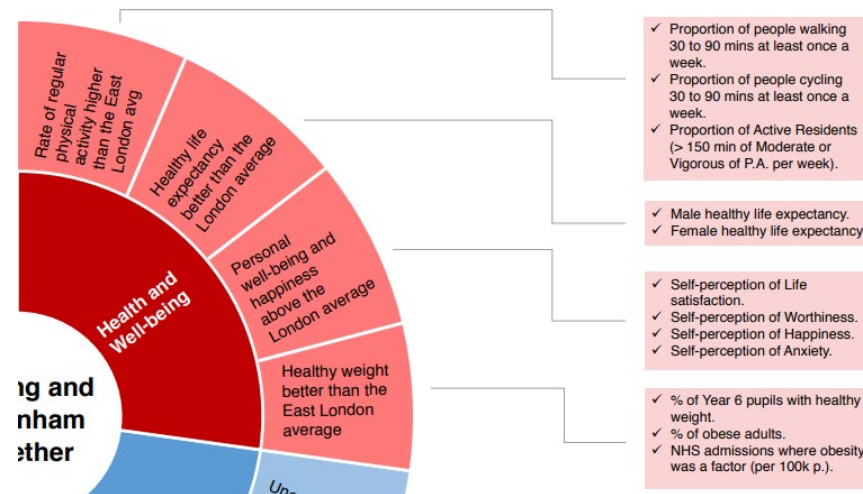 Rate of regular
physical
activity higher
than the East
London avg
Healthy life
expectancy
better than the
London average
Personal
well-being and
happiness
above the
London average
Healthy weight
better than the
East London
average
Health and
Well-being
ng and
nham
ether
✓ Proportion of people walking
30 to 90 mins at least once a
week.
✓ Proportion of people cycling
30 to 90 mins at least once a
week.
✓ Proportion of Active Residents
(> 150 min of Moderate or
Vigorous of P.A. per week).
✓ Male healthy life expectancy.
✓ Female healthy life expectancy
✓ Self-perception of Life
satisfaction.
✓ Self-perception of Worthiness.
✓ Self-perception of Happiness.
✓ Self-perception of Anxiety.
✓ % of Year 6 pupils with healthy
weight.
✓ % of obese adults.
✓ NHS admissions where obesity
was a factor (per 100k p.).